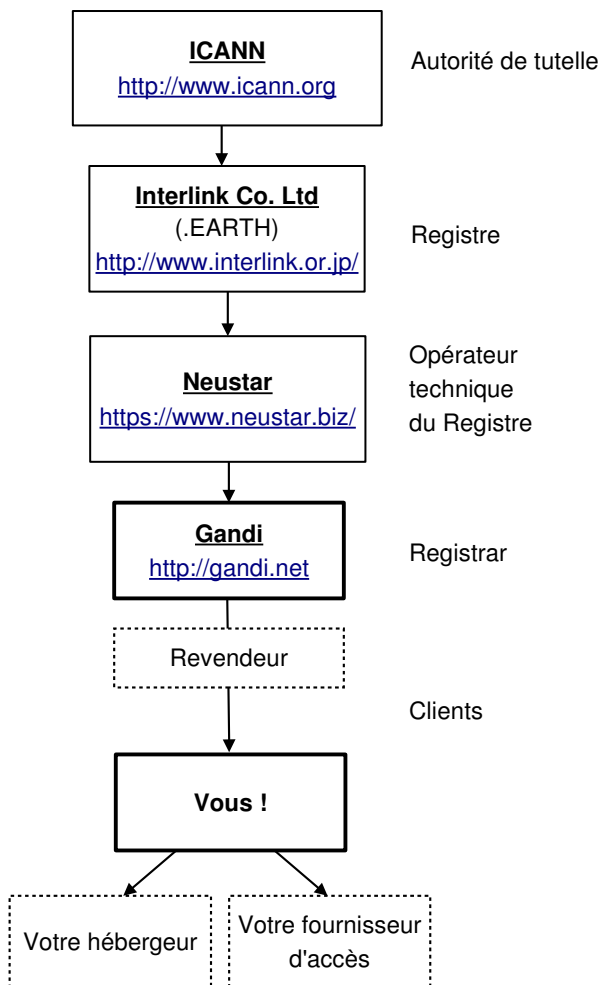 ICANN
http://www.icann.org
Autorité de tutelle
Interlink Co. Ltd
(.EARTH)
http://www.interlink.or.jp/
Registre
Neustar
https://www.neustar.biz/
Opérateur
technique
du Registre
Gandi
http://gandi.net
Registrar
Revendeur
Clients
Vous !
Votre hébergeur
Votre fournisseur
d'accès